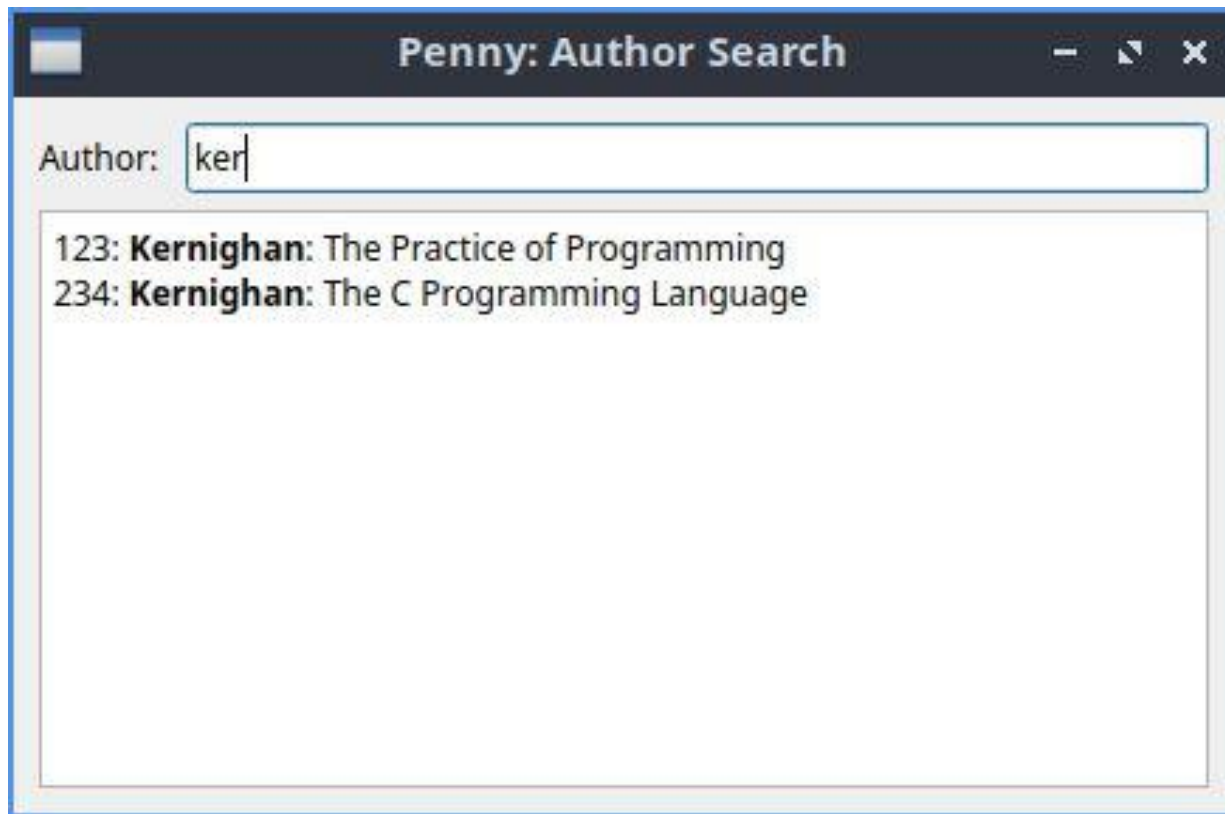 Penny: Author Search
Author: ker
123: Kernighan: The Practice of Programming
234: Kernighan: The C Programming Language